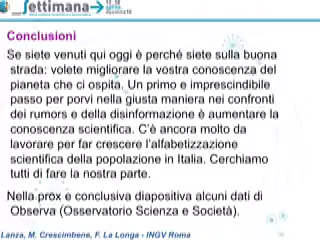 Settimana
Conclusioni
Se siete venuti qui oggi è perché siete sulla buona
strada: volete migliorare la vostra conoscenza del
pianeta che ci ospita. Un primo e imprescindibile
passo per porvi nella giusta maniera nei confronti
dei rumors e della disinformazione è aumentare la
conoscenza scientifica. C'è ancora molto da
lavorare per far crescere l'alfabetizzazione
scientifica della popolazione in Italia. Cerchiamo
tutti di fare la nostra parte.
Nella prox e conclusiva diapositiva alcuni dati di
Observa (Osservatorio Scienza e Società).
Lanza, M. Crescimbene, F. La Longa - INGV Roma